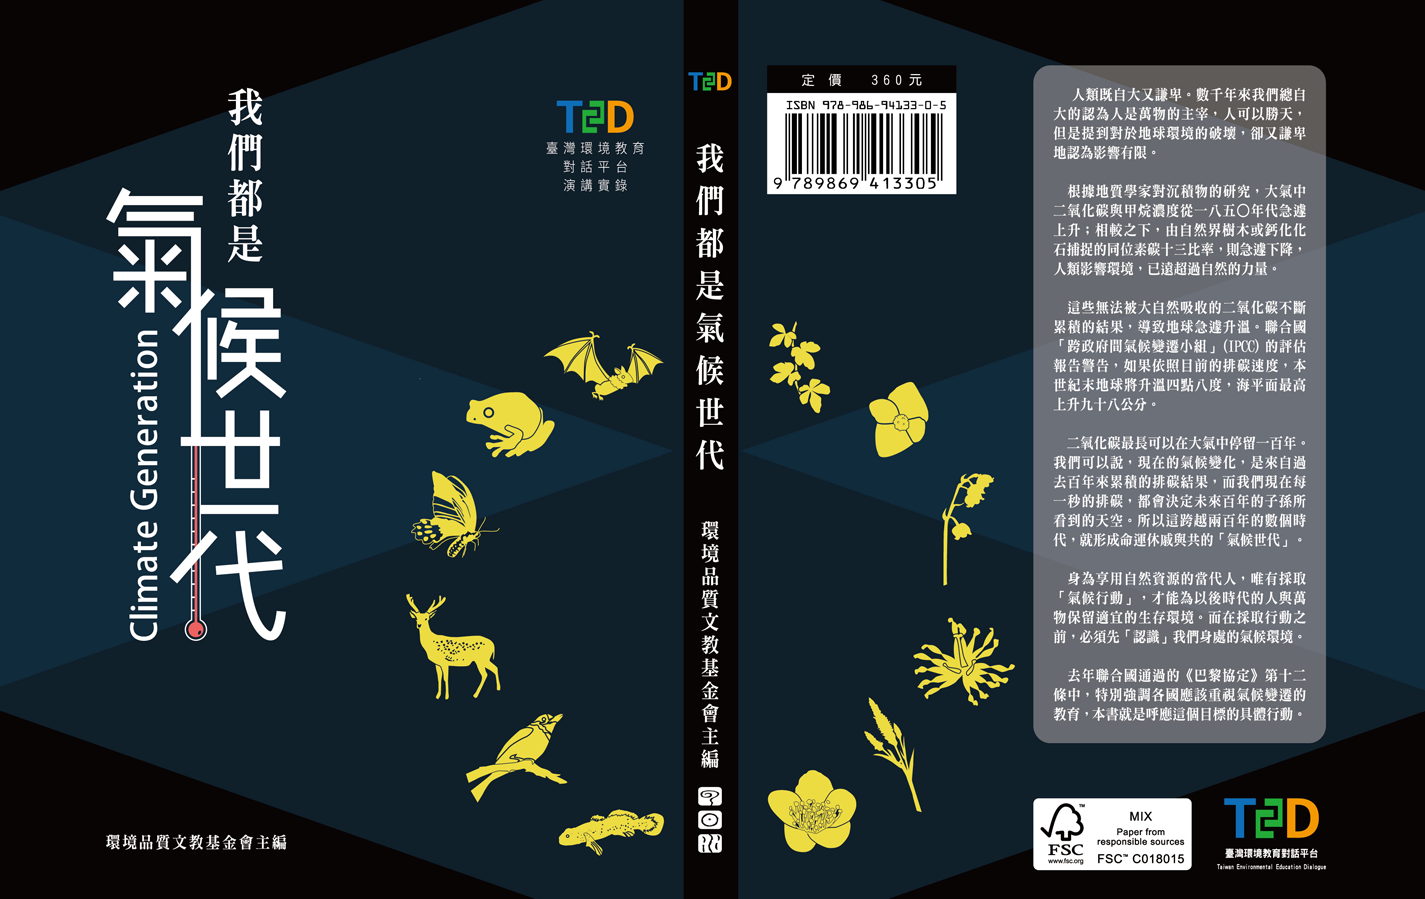 我們都是
氣候世代
Climate Generation
TED
臺灣環境教育
對話平台
演講實錄
環境品質文教基金會主編
TED
我們都是氣候世代
環境品質文教基金會主編
定價 360元
ISBN 978-986-94133-0-5
9 789869 413305
人類既自大又謙卑。數千年來我們總自
大的認為人是萬物的主宰，人可以勝天，
但是提到對於地球環境的破壞，卻又謙卑
地認為影響有限。
根據地質學家對沉積物的研究，大氣中
二氧化碳與甲烷濃度從一八五〇年代急遽
上升；相較之下，由自然界樹木或鈣化化
石捕捉的同位素碳十三比率，則急遽下降，
人類影響環境，已遠超過自然的力量。
這些無法被大自然吸收的二氧化碳不斷
累積的結果，導致地球急遽升溫。聯合國
「跨政府間氣候變遷小組」(IPCC) 的評估
報告警告，如果依照目前的排碳速度，本
世紀末地球將升溫四點八度，海平面最高
上升九十八公分。
二氧化碳最長可以在大氣中停留一百年。
我們可以說，現在的氣候變化，是來自過
去百年來累積的排碳結果，而我們現在每
一秒的排碳，都會決定未來百年的子孫所
看到的天空。所以這跨越兩百年的數個時
代，就形成命運休戚與共的「氣候世代」。
身為享用自然資源的當代人，唯有採取
「氣候行動」，才能為以後時代的人與萬
物保留適宜的生存環境。而在採取行動之
前，必須先「認識」我們身處的氣候環境。
去年聯合國通過的《巴黎協定》第十二
條中，特別強調各國應該重視氣候變遷的
教育，本書就是呼應這個目標的具體行動。
FSC
www.fsc.org
MIX
Paper from
responsible sources
FSC™ C018015
TED
臺灣環境教育對話平台
Taiwan Environmental Education Dialogue